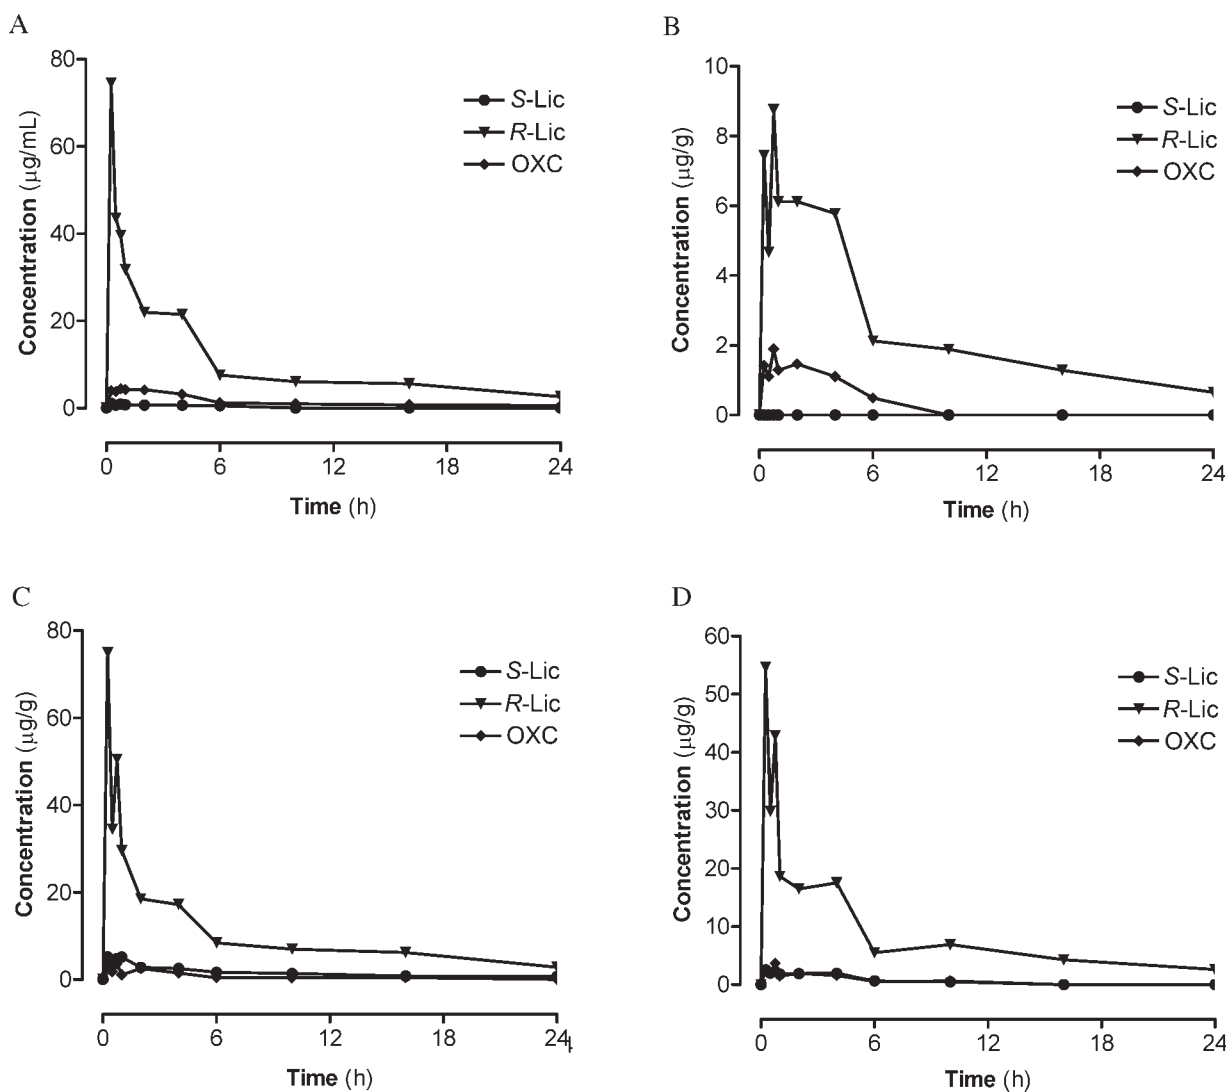 A
80
60
40
20
0
Concentration (μg/mL)
S-Lic
R-Lic
OXC
0 6 12 18 24
Time (h)
B
10
8
6
4
2
0
Concentration (μg/g)
S-Lic
R-Lic
OXC
0 6 12 18 24
Time (h)
C
80
60
40
20
0
Concentration (μg/g)
S-Lic
R-Lic
OXC
0 6 12 18 24
Time (h)
D
60
50
40
30
20
10
0
Concentration (μg/g)
S-Lic
R-Lic
OXC
0 6 12 18 24
Time (h)